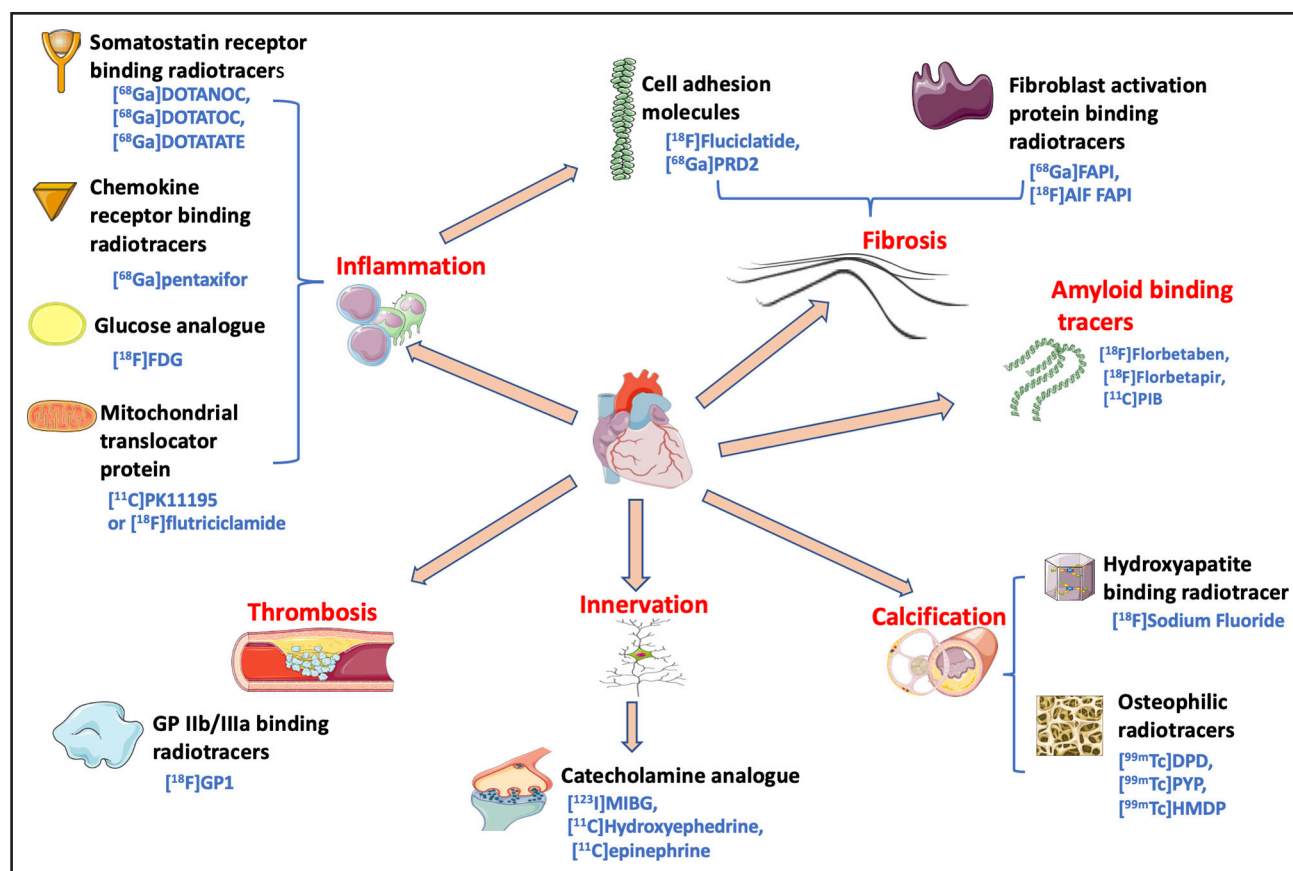 Somatostatin receptor
binding radiotracers
[⁶⁸Ga]DOTANOC,
[⁶⁸Ga]DOTATOC,
[⁶⁸Ga]DOTATATE
Chemokine
receptor binding
radiotracers
[⁶⁸Ga]pentaxifor
Glucose analogue
[¹⁸F]FDG
Mitochondrial
translocator
protein
[¹¹C]PK11195
or [¹⁸F]flutriciclamide
Inflammation
Cell adhesion
molecules
[¹⁸F]Fluciclatide,
[⁶⁸Ga]PRD2
Fibroblast activation
protein binding
radiotracers
[⁶⁸Ga]FAPI,
[¹⁸F]AlF FAPI
Fibrosis
Amyloid binding
tracers
[¹⁸F]Florbetaben,
[¹⁸F]Florbetapir,
[¹¹C]PIB
Thrombosis
GP IIb/IIIa binding
radiotracers
[¹⁸F]GP1
Innervation
Catecholamine analogue
[¹²³I]MIBG,
[¹¹C]Hydroxyephedrine,
[¹¹C]epinephrine
Calcification
Hydroxyapatite
binding radiotracer
[¹⁸F]Sodium Fluoride
Osteophilic
radiotracers
[⁹⁹ᵐTc]DPD,
[⁹⁹ᵐTc]PYP,
[⁹⁹ᵐTc]HMDP